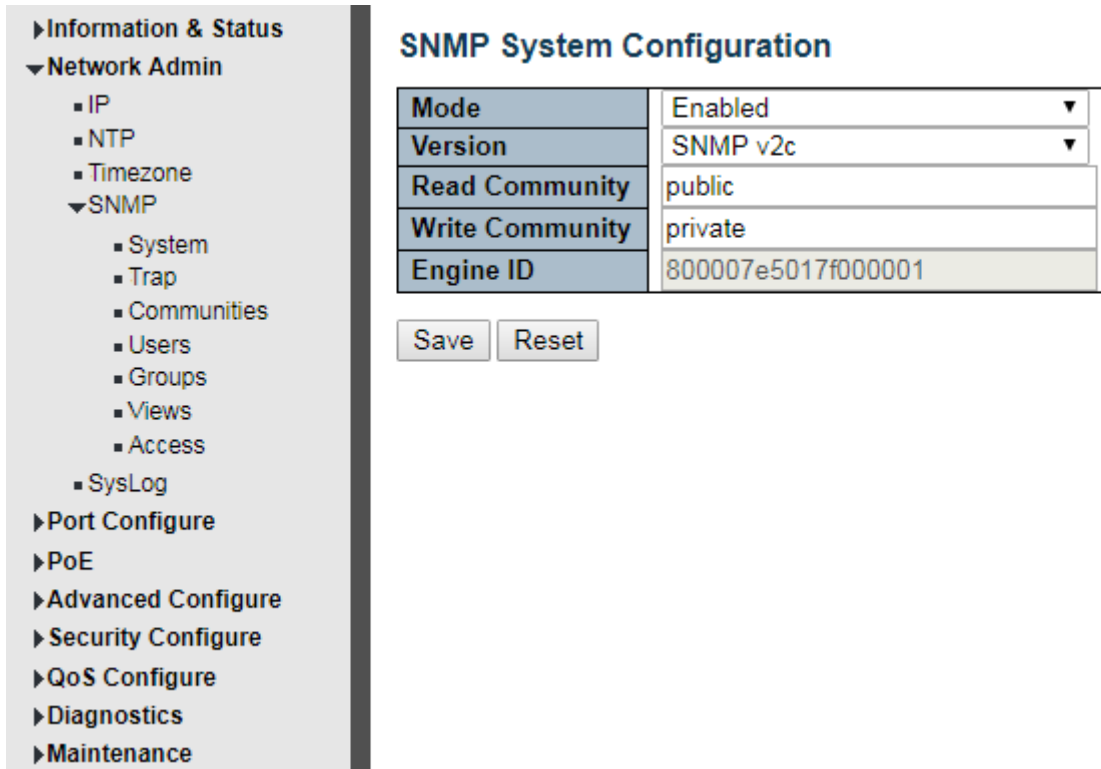 Information & Status
Network Admin
IP
NTP
Timezone
SNMP
System
Trap
Communities
Users
Groups
Views
Access
SysLog
Port Configure
PoE
Advanced Configure
Security Configure
QoS Configure
Diagnostics
Maintenance
SNMP System Configuration
Mode Enabled
Version SNMP v2c
Read Community public
Write Community private
Engine ID 800007e5017f000001
Save Reset